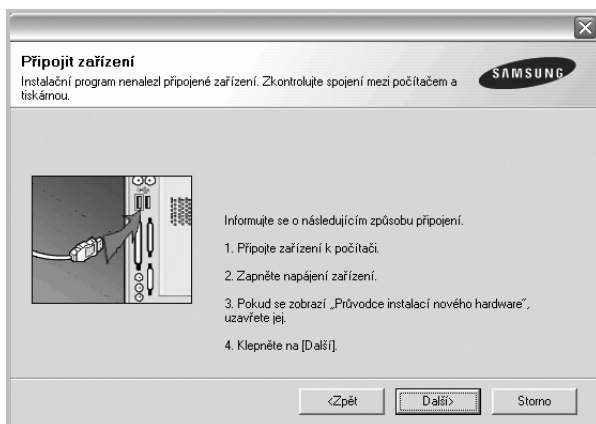 Připojit zařízení
Instalační program nenalezl připojené zařízení. Zkontrolujte spojení mezi počítačem a
tiskárnou.
SAMSUNG
Informujte se o následujícím způsobu připojení.
1. Připojte zařízení k počítači.
2. Zapněte napájení zařízení.
3. Pokud se zobrazí „Průvodce instalací nového hardware",
uzavřete jej.
4. Klepněte na [Další].
<Zpět
Další>
Storno